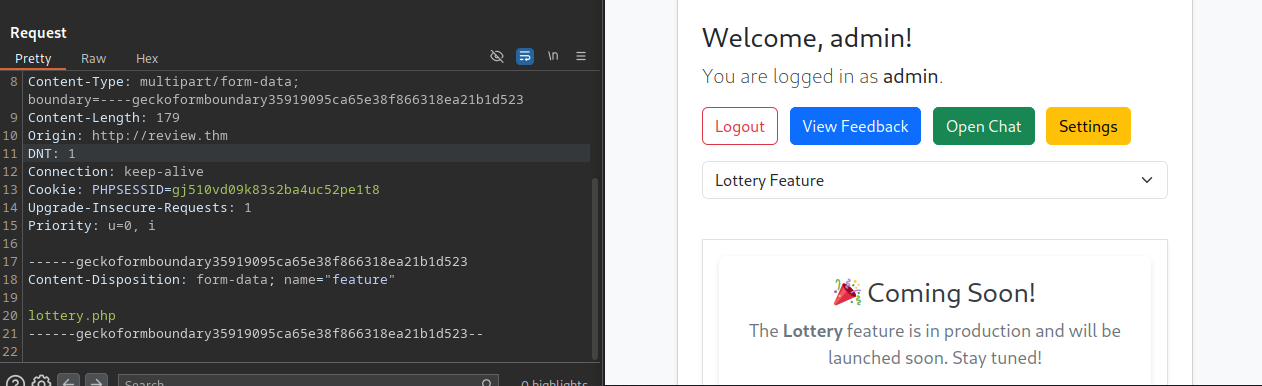 Request
Pretty Raw Hex \n
8 Content-Type: multipart/form-data;
boundary=----geckoformboundary35919095ca65e38f866318ea21b1d523
9 Content-Length: 179
10 Origin: http://review.thm
11 DNT: 1
12 Connection: keep-alive
13 Cookie: PHPSESSID=gj510vd09k83s2ba4uc52pe1t8
14 Upgrade-Insecure-Requests: 1
15 Priority: u=0, i
16
17 ------geckoformboundary35919095ca65e38f866318ea21b1d523
18 Content-Disposition: form-data; name="feature"
19
20 lottery.php
21 ------geckoformboundary35919095ca65e38f866318ea21b1d523--
22
Search
0 highlights
Welcome, admin!
You are logged in as admin.
Logout View Feedback Open Chat Settings
Lottery Feature
🎉 Coming Soon!
The Lottery feature is in production and will be
launched soon. Stay tuned!